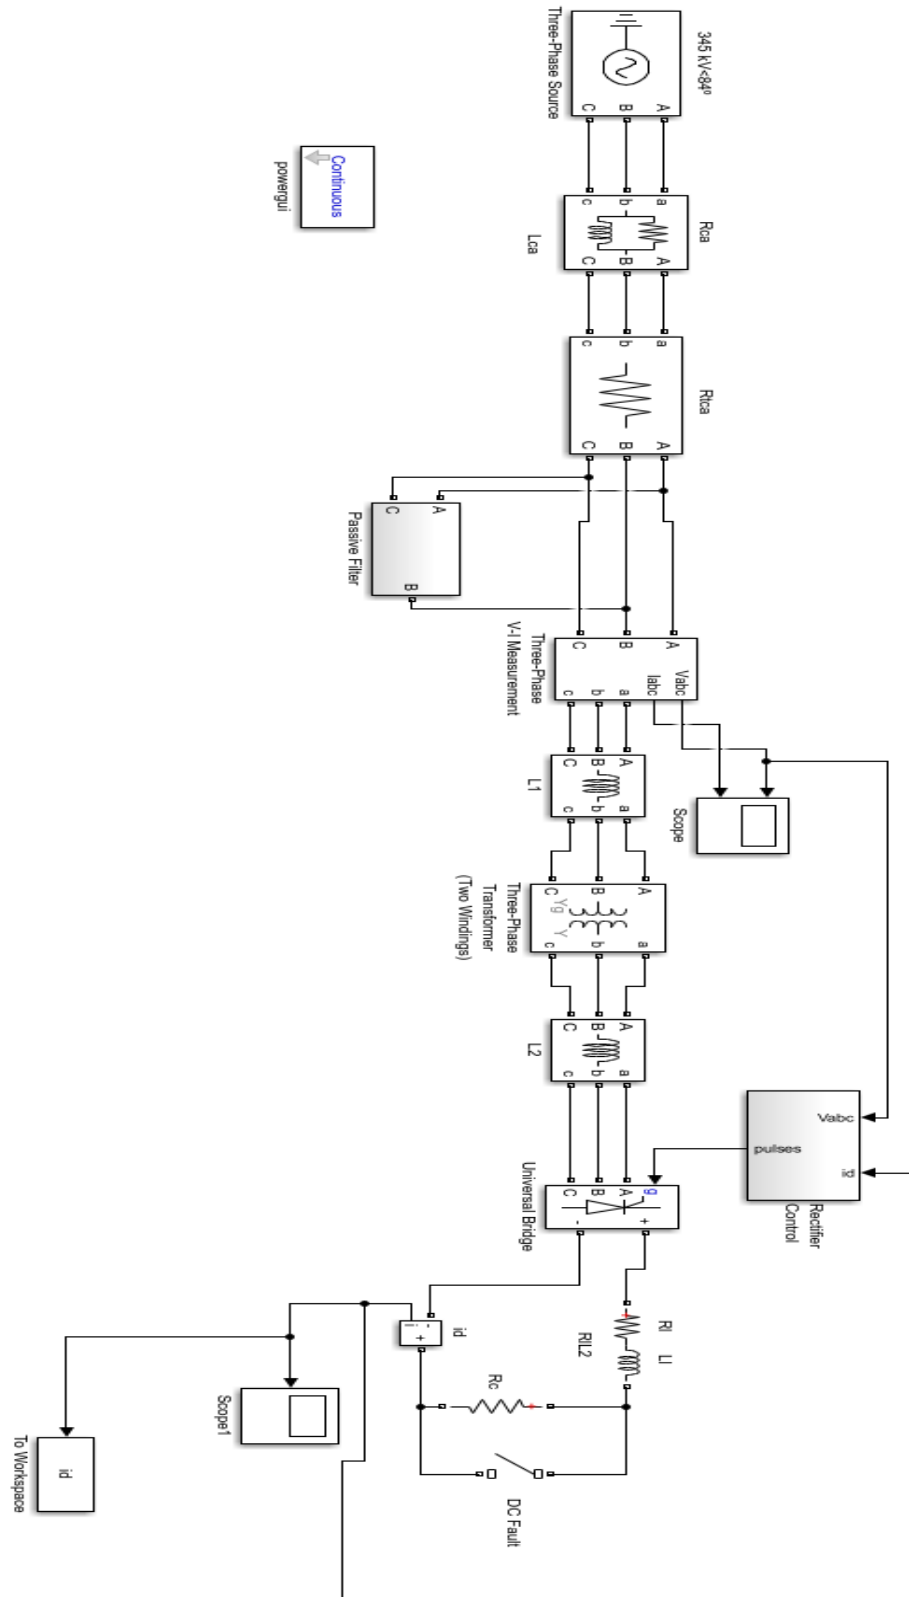 345 kV<84º
Three-Phase Source
A
B
C
Continuous
powergui
a
b
c
A
B
C
Rca
Lca
a
b
c
A
B
C
Rtca
A
C
B
Passive Filter
A
B
C
Vabc
Iabc
a
b
c
Three-Phase
V-I Measurement
Scope
A
B
C
a
b
c
L1
A
B
C
Yg
Y
a
b
c
Three-Phase
Transformer
(Two Windings)
A
B
C
a
b
c
L2
Vabc
id
pulses
Rectifier
Control
g
A
B
C
+
-
Universal Bridge
Rl
Ll
RlL2
-
i
+
id
Rc
DC Fault
Scope1
id
To Workspace